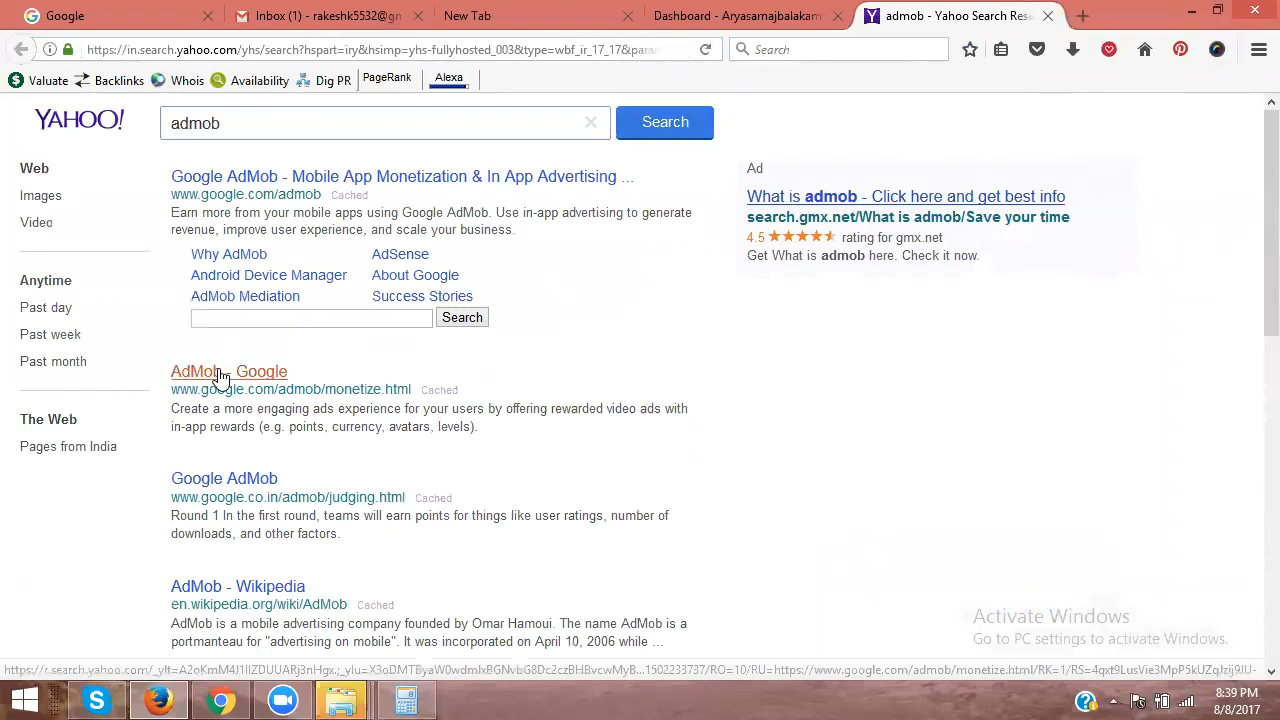 Google
Inbox (1) - rakeshk5532@gn
New Tab
Dashboard - Aryasamajbalakam
admob - Yahoo Search Res
https://in.search.yahoo.com/yhs/search?hspart=iry&hsimp=yhs-fullyhosted_003&type=wbf_ir_17_17&para
Search
Valuate
Backlinks
Whois
Availability
Dig PR
PageRank
Alexa
YAHOO!
admob
Search
Web
Images
Video
Anytime
Past day
Past week
Past month
The Web
Pages from India
Google AdMob - Mobile App Monetization & In App Advertising ...
www.google.com/admob Cached
Earn more from your mobile apps using Google AdMob. Use in-app advertising to generate
revenue, improve user experience, and scale your business.
Why AdMob AdSense
Android Device Manager About Google
AdMob Mediation Success Stories
Search
AdMob - Google
www.google.com/admob/monetize.html Cached
Create a more engaging ads experience for your users by offering rewarded video ads with
in-app rewards (e.g. points, currency, avatars, levels).
Google AdMob
www.google.co.in/admob/judging.html Cached
Round 1 In the first round, teams will earn points for things like user ratings, number of
downloads, and other factors.
AdMob - Wikipedia
en.wikipedia.org/wiki/AdMob Cached
AdMob is a mobile advertising company founded by Omar Hamoui. The name AdMob is a
portmanteau for "advertising on mobile". It was incorporated on April 10, 2006 while ...
Ad
What is admob - Click here and get best info
search.gmx.net/What is admob/Save your time
4.5 rating for gmx.net
Get What is admob here. Check it now.
Activate Windows
Go to PC settings to activate Windows.
8:39 PM
8/8/2017